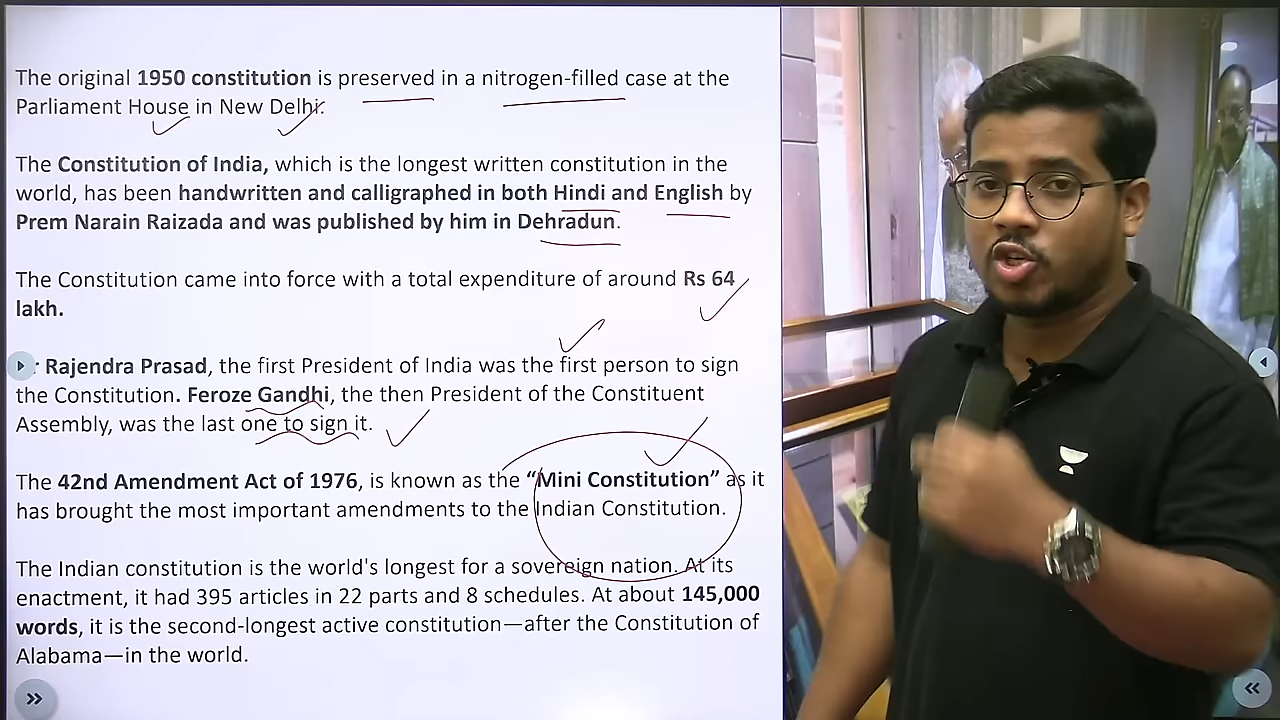 The original 1950 constitution is preserved in a nitrogen-filled case at the
Parliament House in New Delhi.
The Constitution of India, which is the longest written constitution in the
world, has been handwritten and calligraphed in both Hindi and English by
Prem Narain Raizada and was published by him in Dehradun.
The Constitution came into force with a total expenditure of around Rs 64
lakh.
r Rajendra Prasad, the first President of India was the first person to sign
the Constitution. Feroze Gandhi, the then President of the Constituent
Assembly, was the last one to sign it.
The 42nd Amendment Act of 1976, is known as the “Mini Constitution” as it
has brought the most important amendments to the Indian Constitution.
The Indian constitution is the world's longest for a sovereign nation. At its
enactment, it had 395 articles in 22 parts and 8 schedules. At about 145,000
words, it is the second-longest active constitution—after the Constitution of
Alabama—in the world.